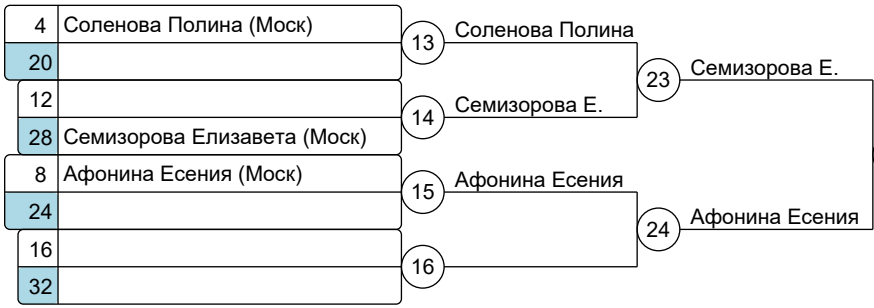 4 Соленова Полина (Моск)
13 Соленова Полина
20
23 Семизорова Е.
12
14 Семизорова Е.
28 Семизорова Елизавета (Моск)
8 Афонина Есения (Моск)
15 Афонина Есения
24
24 Афонина Есения
16
16
32